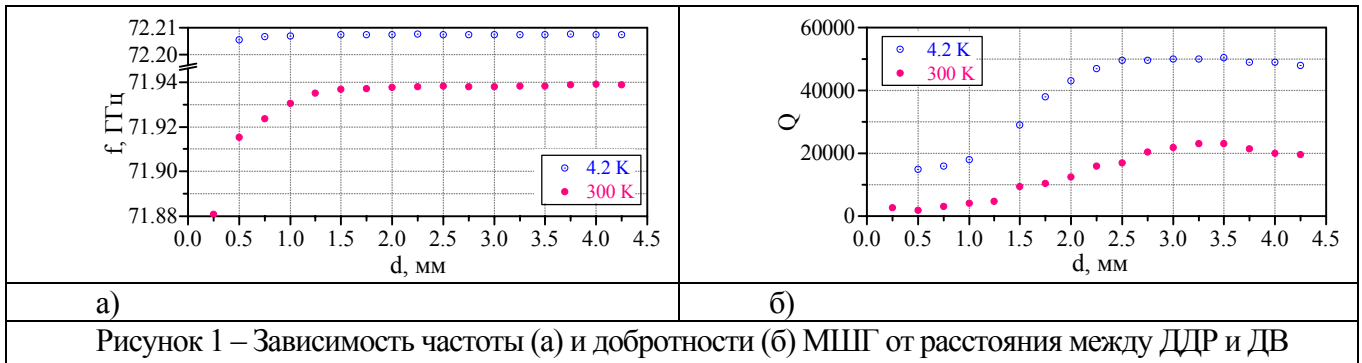 72.21
72.20
71.94
71.92
71.90
71.88
f, ГГц
4.2 K
300 K
0.0 0.5 1.0 1.5 2.0 2.5 3.0 3.5 4.0 4.5
d, мм
60000
40000
20000
0
Q
4.2 K
300 K
0.0 0.5 1.0 1.5 2.0 2.5 3.0 3.5 4.0 4.5
d, мм
а)
б)
Рисунок 1 – Зависимость частоты (а) и добротности (б) МШГ от расстояния между ДДР и ДВ